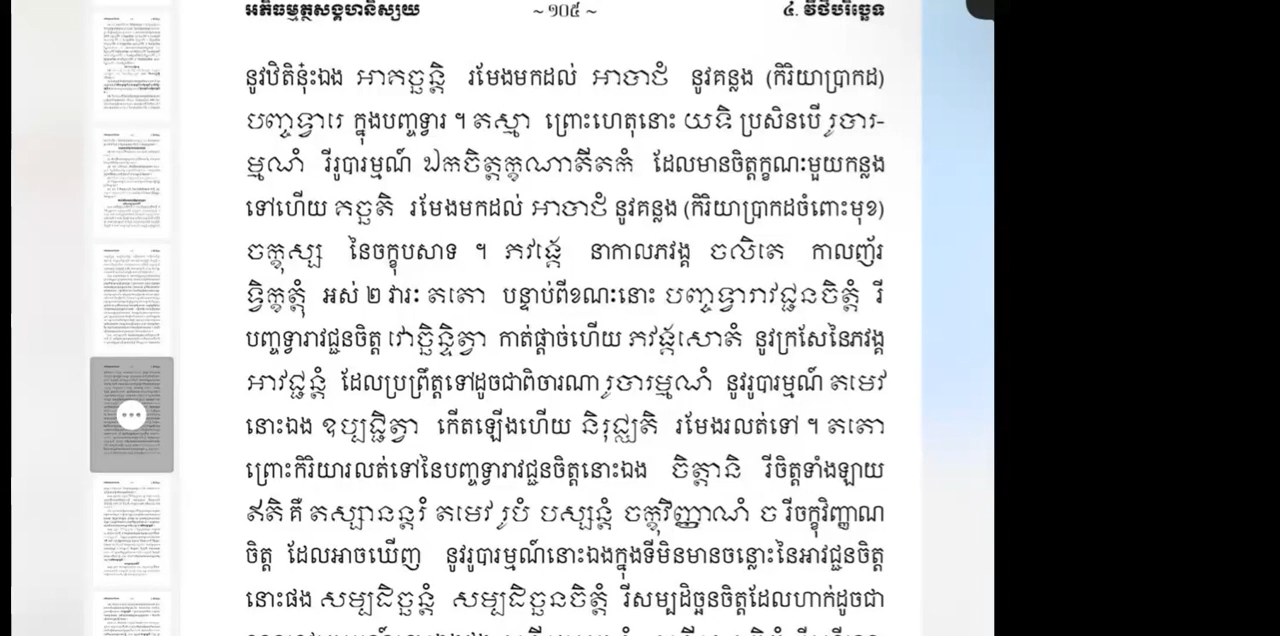 អភិធម្មត្ថសង្គហនិស្សយ ~ ១០៥ ~ ៤. វីថិបរិច្ឆេទ
នូវឋិតិនុ៎ះឯង អាគច្ឆន្តិ រមែងមកដល់ អាបាថំ នូវគន្លង (កិរិយាប្រាកដ)
បញ្ចទ្វារេ ក្នុងបញ្ចទ្វារ ។ តស្មា ព្រោះហេតុនោះ យទិ ប្រសិនបើ រូបារ-
ម្មណំ រីរូបារម្មណ៍ ឯកចិត្តក្ខណាតីតកំ ដែលមានចិត្តក្ខណៈមួយកន្លង
ទៅហើយ គច្ឆតិ រមែងមកដល់ អាបាថំ នូវគន្លង (កិរិយាប្រាកដចំពោះមុខ)
ចក្ខុស្ស នៃចក្ខុបសាទ ។ ភវង្គេ នាកាលភវង្គ ចលិតេ កម្រើកញ័រ
ទ្វិក្ខត្តុំ អស់ ២ណៈ តតោ បន្ទាប់អំពីខណៈនោះ បញ្ចទ្វារាវជ្ជនចិត្តំ រី
បញ្ចទ្វារាវជ្ជនចិត្ត វោច្ឆិន្ទិត្វា កាត់ផ្ដាច់ហើយ ភវង្គសោតំ នូវក្រសែនៃភវង្គ
អាវជ្ជន្តំ ដែលប្រព្រឹត្តទៅដូចជាពិចារណា រូបារម្មណំ នូវរូបារម្មណ៍ តមេវ
នោះឯង ឧប្បជ្ជិត្វា កើតឡើងហើយ និរុជ្ឈតិ រមែងរលត់ទៅ ។ តតោ
ព្រោះកិរិយារលត់ទៅនៃបញ្ចទ្វារាវជ្ជនចិត្តនោះឯង ចិត្តានិ រីចិត្តទាំងឡាយ
ឥតិ តមេវ រូបំ បស្សន្តំ ចក្ខុវិញ្ញាណំ ច រីចក្ខុវិញ្ញាណ
ចិត្ត ដែលអាចឃើញ នូវរូបារម្មណ៍នោះឯងក្នុងទីមិនមានចន្លោះនៃអាវជ្ជនចិត្ត
នោះផង សម្បដិច្ឆន្តំ សម្បដិច្ឆនចិត្តំ រីសម្បដិច្ឆនចិត្តដែលហាក់ដូចជា